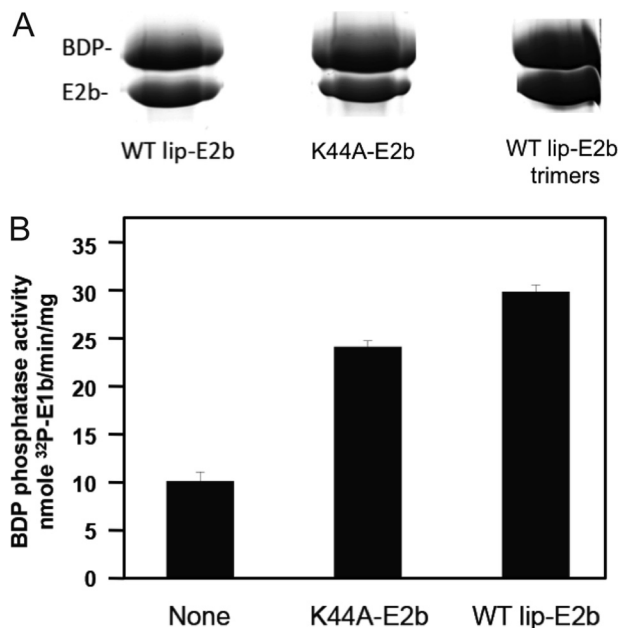 A
BDP-
E2b-
WT lip-E2b
K44A-E2b
WT lip-E2b
trimers
B
BDP phosphatase activity
nmole ³²P-E1b/min/mg
35
30
25
20
15
10
5
0
None
K44A-E2b
WT lip-E2b